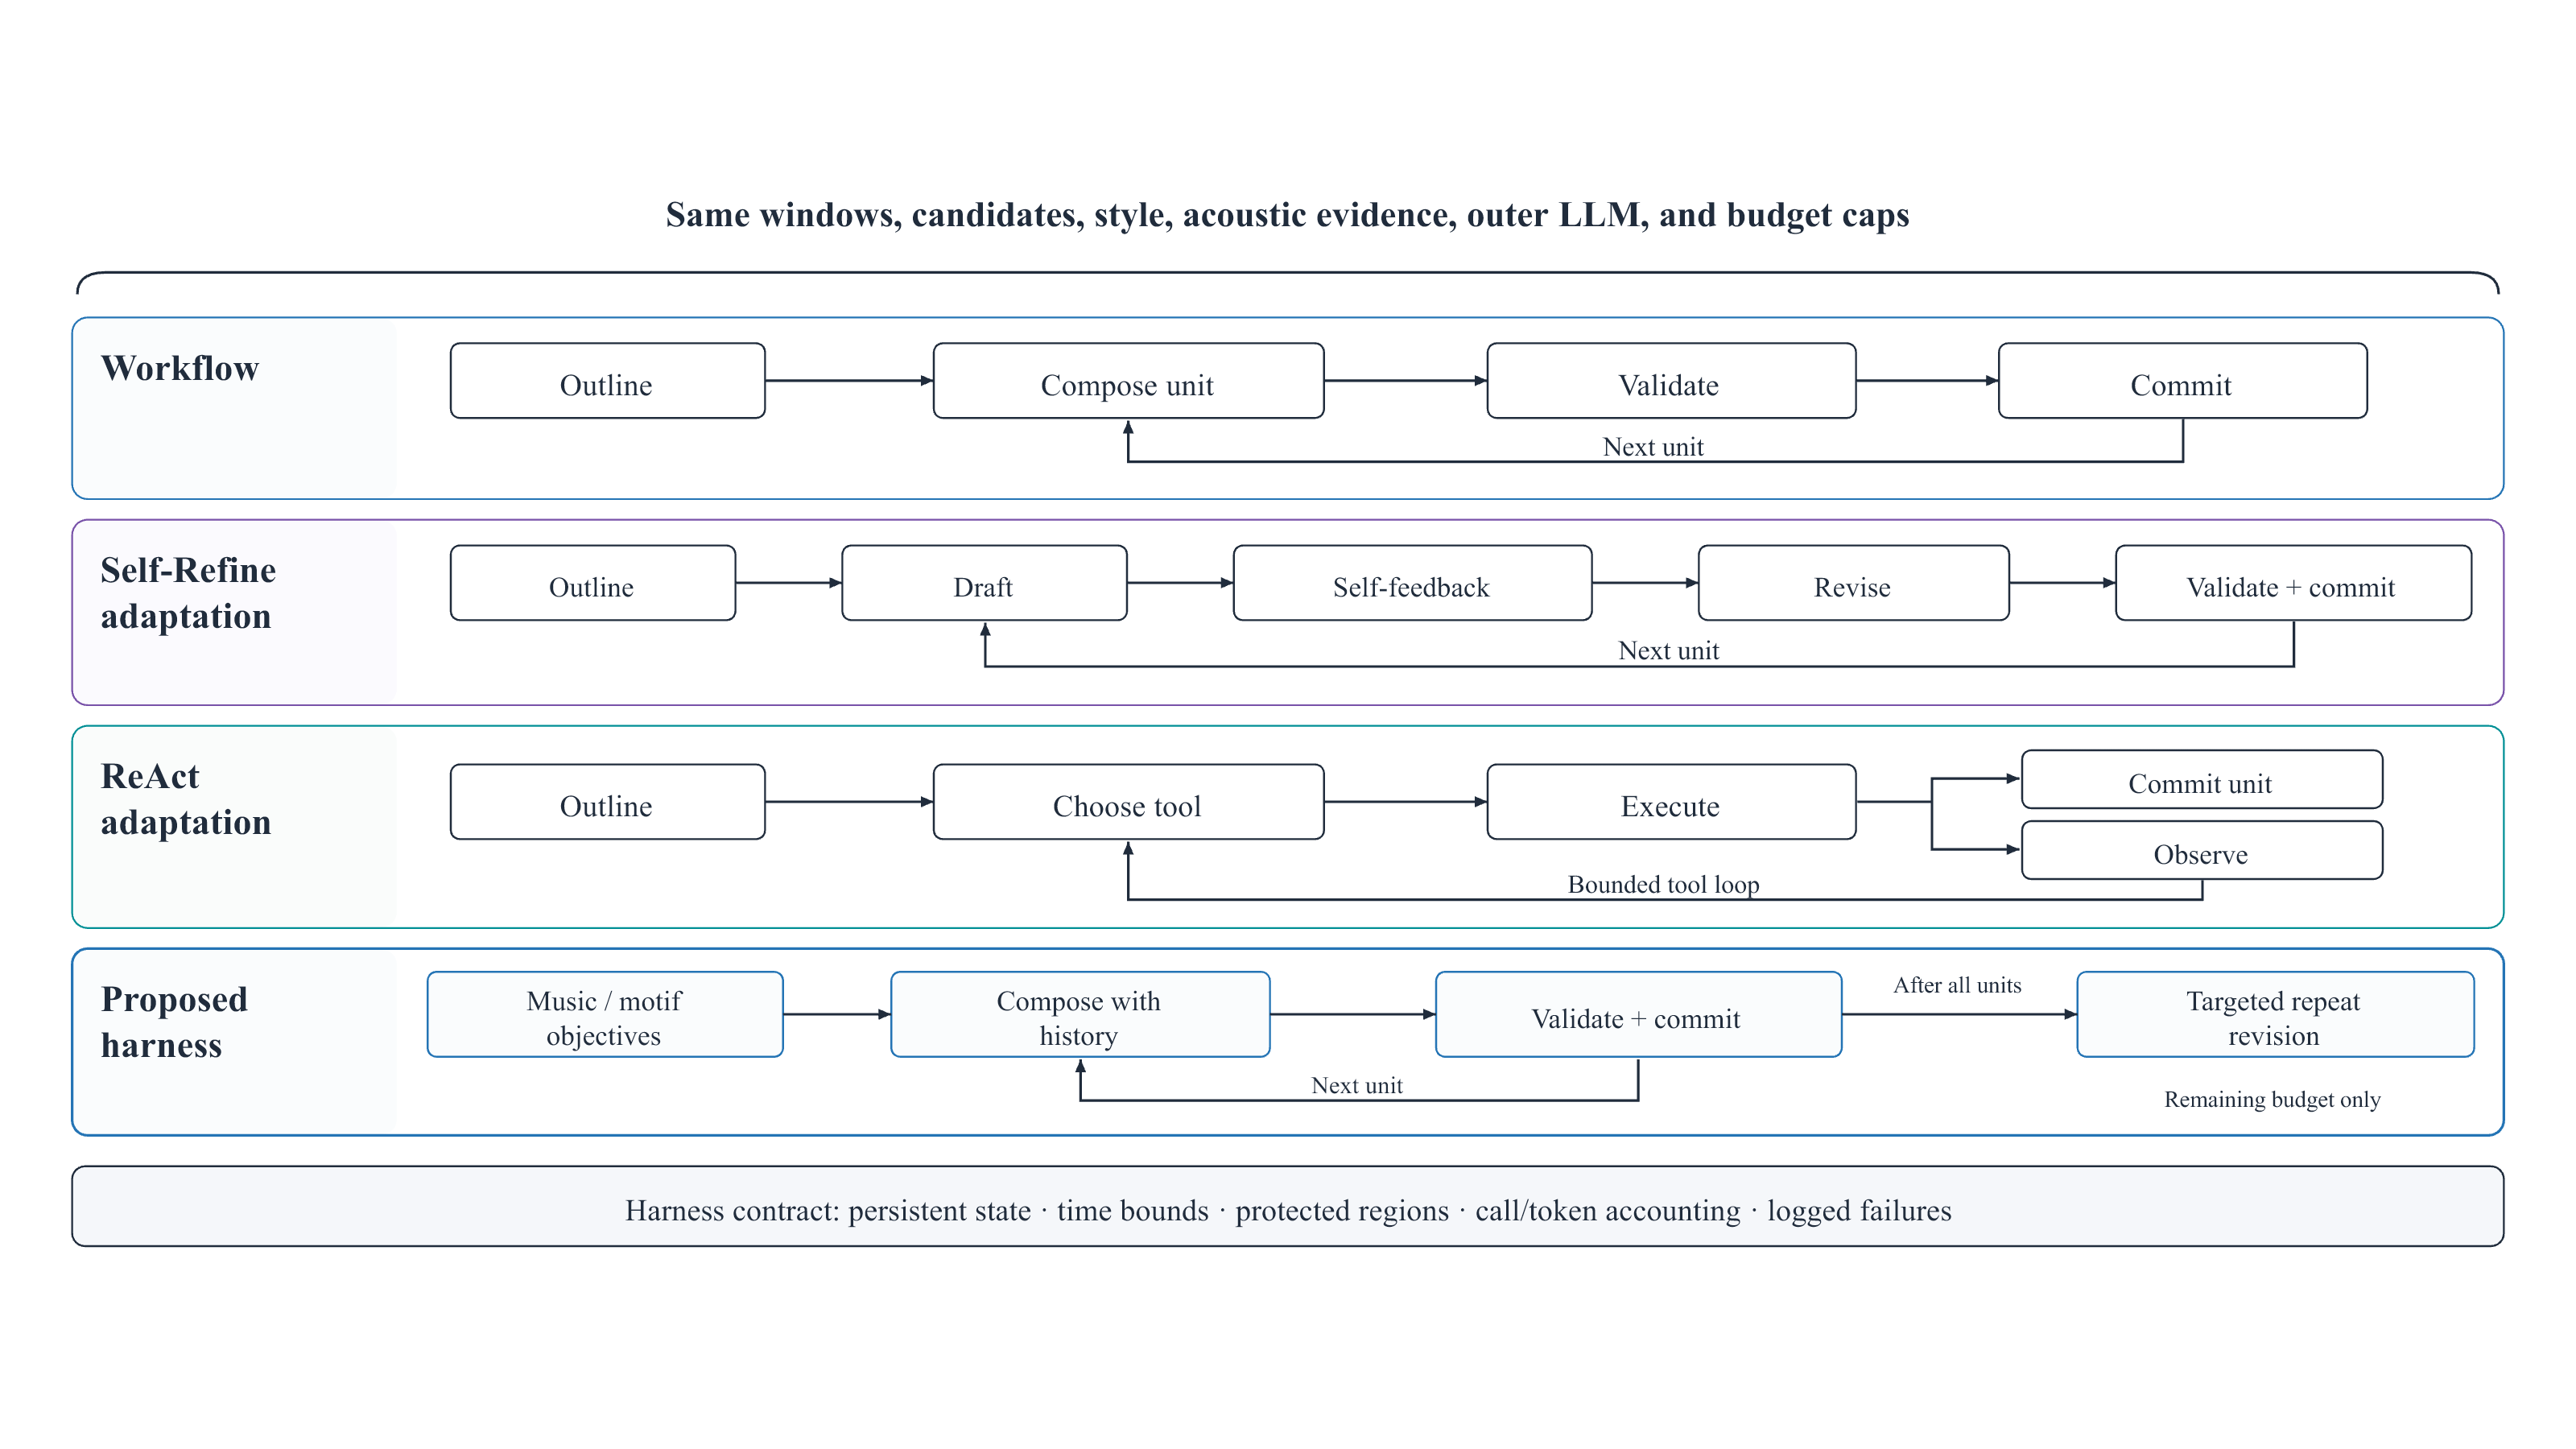 Same windows, candidates, style, acoustic evidence, outer LLM, and budget caps
Workflow
Outline
Compose unit
Validate
Commit
Next unit
Self-Refine
adaptation
Outline
Draft
Self-feedback
Revise
Validate + commit
Next unit
ReAct
adaptation
Outline
Choose tool
Execute
Commit unit
Observe
Bounded tool loop
Proposed
harness
Music / motif
objectives
Compose with
history
Validate + commit
After all units
Targeted repeat
revision
Next unit
Remaining budget only
Harness contract: persistent state · time bounds · protected regions · call/token accounting · logged failures